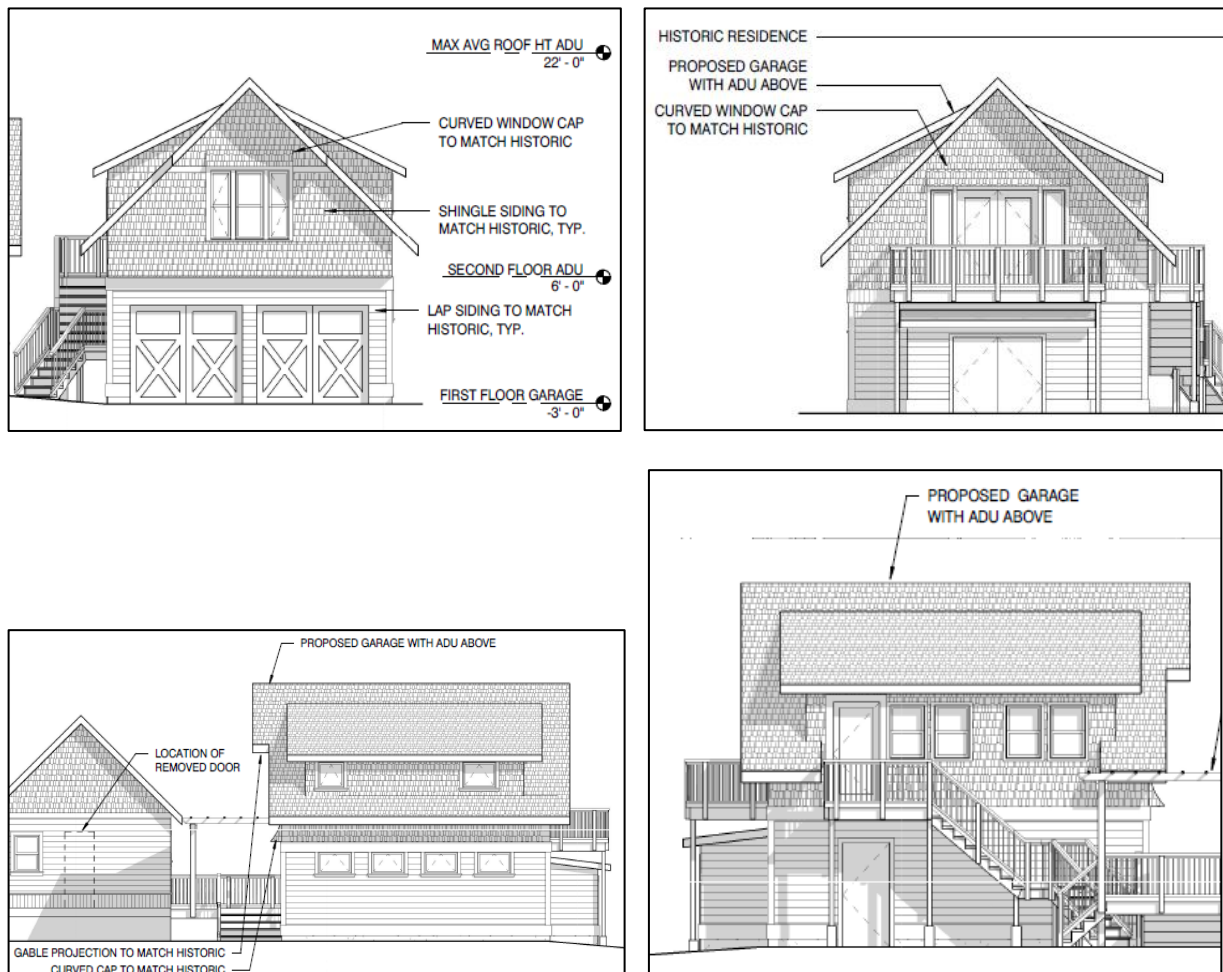 MAX AVG ROOF HT ADU
22' - 0"
CURVED WINDOW CAP
TO MATCH HISTORIC
SHINGLE SIDING TO
MATCH HISTORIC, TYP.
SECOND FLOOR ADU
6' - 0"
LAP SIDING TO MATCH
HISTORIC, TYP.
FIRST FLOOR GARAGE
-3' - 0"
HISTORIC RESIDENCE
PROPOSED GARAGE
WITH ADU ABOVE
CURVED WINDOW CAP
TO MATCH HISTORIC
PROPOSED GARAGE WITH ADU ABOVE
LOCATION OF
REMOVED DOOR
GABLE PROJECTION TO MATCH HISTORIC
CURVED CAP TO MATCH HISTORIC
PROPOSED GARAGE
WITH ADU ABOVE